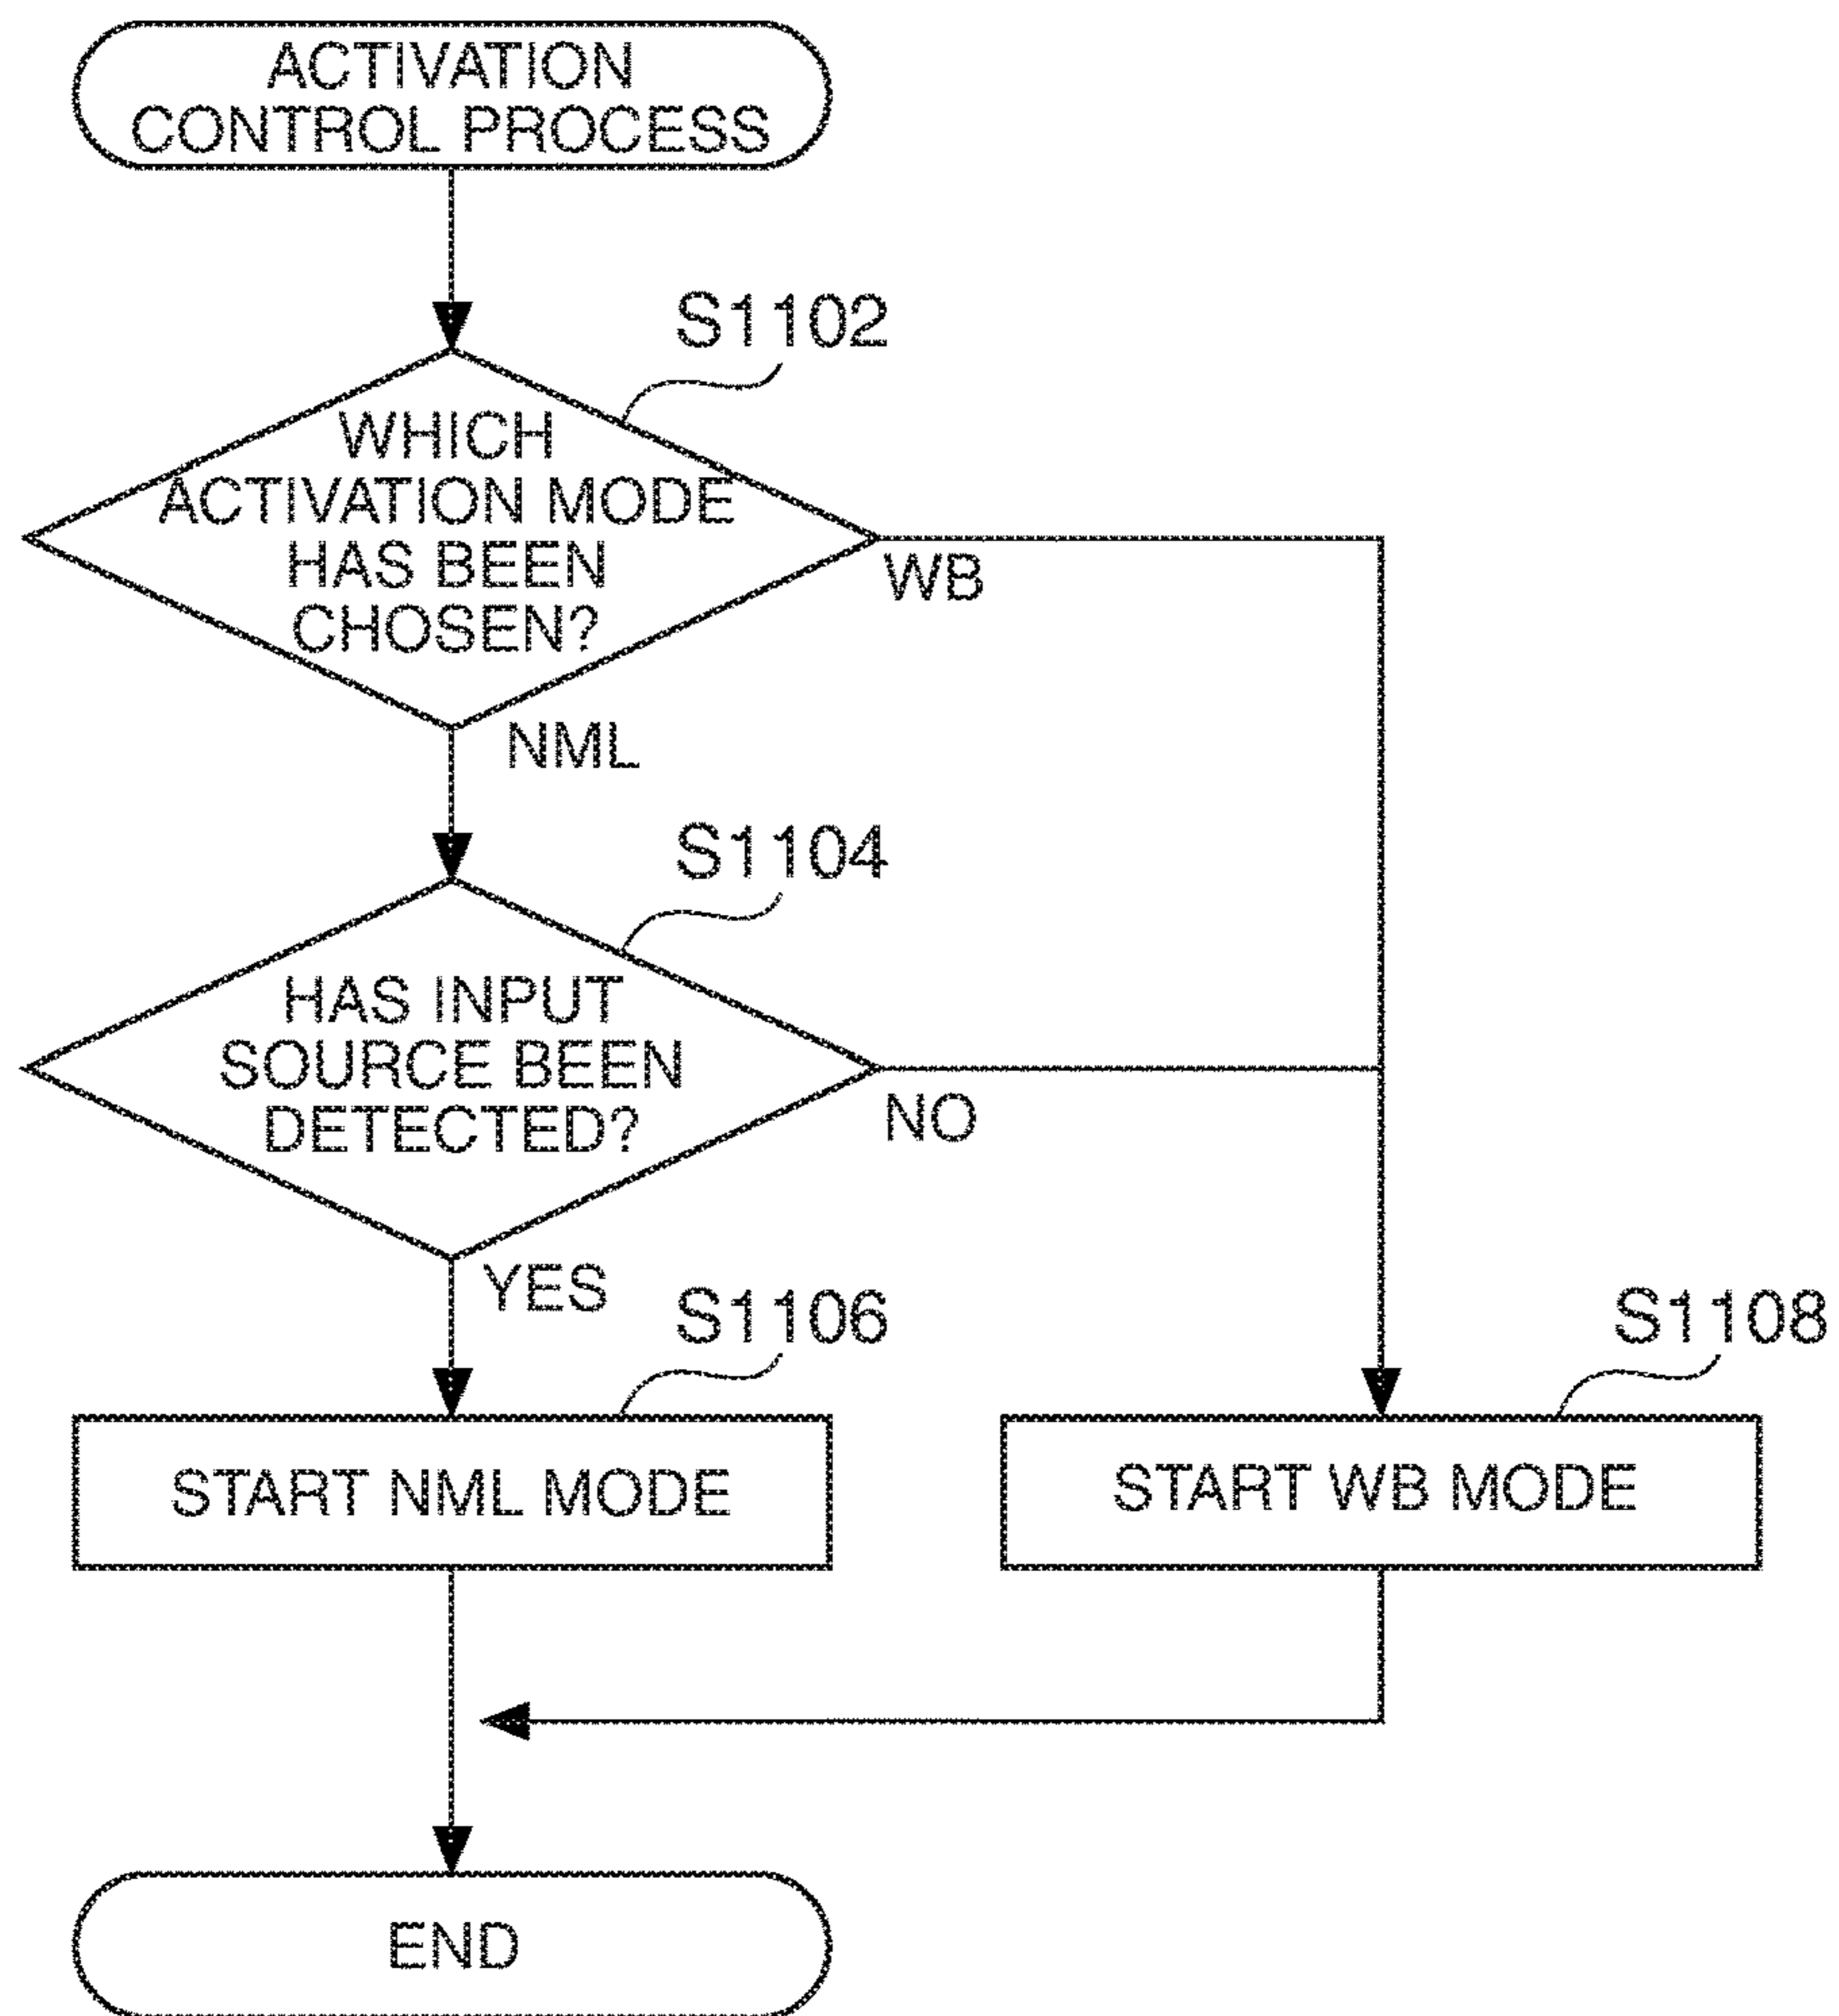 ACTIVATION
CONTROL PROCESS
S1102
WHICH
ACTIVATION MODE
HAS BEEN
CHOSEN?
WB
NML
S1104
HAS INPUT
SOURCE BEEN
DETECTED?
NO
YES
S1106
S1108
START NML MODE
START WB MODE
END